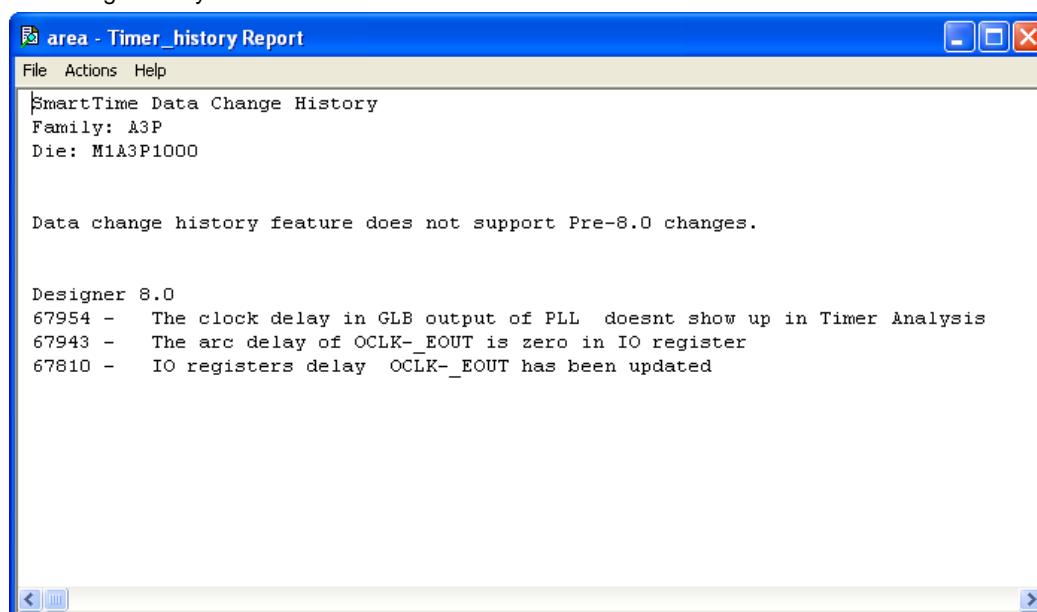 area - Timer_history Report
File Actions Help
SmartTime Data Change History
Family: A3P
Die: M1A3P1000
Data change history feature does not support Pre-8.0 changes.
Designer 8.0
67954 - The clock delay in GLB output of PLL doesnt show up in Timer Analysis
67943 - The arc delay of OCLK-_EOUT is zero in IO register
67810 - IO registers delay OCLK-_EOUT has been updated